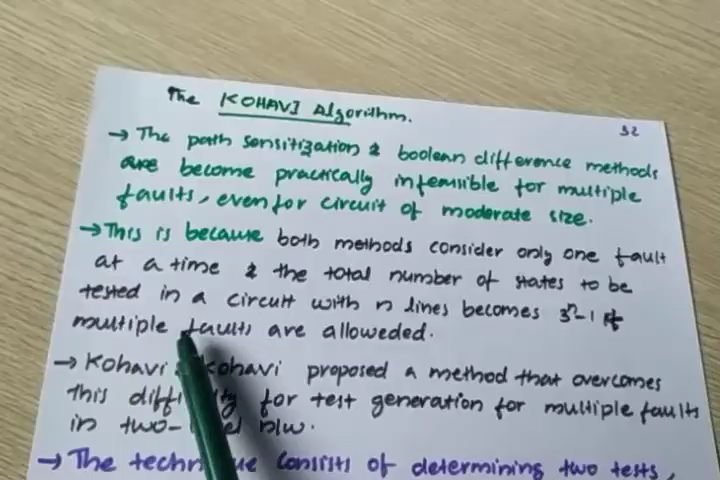 The KOHAVI Algorithm.
32
→ The path sensitization & boolean difference methods
are become practically infeasible for multiple
faults, even for circuit of moderate size.
→ This is because both methods consider only one fault
at a time & the total number of states to be
tested in a circuit with n lines becomes 3ⁿ-1 if
multiple faults are alloweded.
→ Kohavi & Kohavi proposed a method that overcomes
this for test generation for multiple faults
in n/w.
→ The consists of determining two tests,